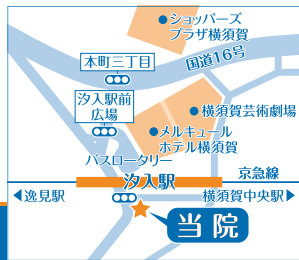 ●ショッパーズ
プラザ横須賀
国道16号
本町三丁目
汐入駅前
広場
●横須賀芸術劇場
●メルキュール
ホテル横須賀
バスロータリー
汐入駅
京急線
◀逸見駅
横須賀中央駅▶
当院